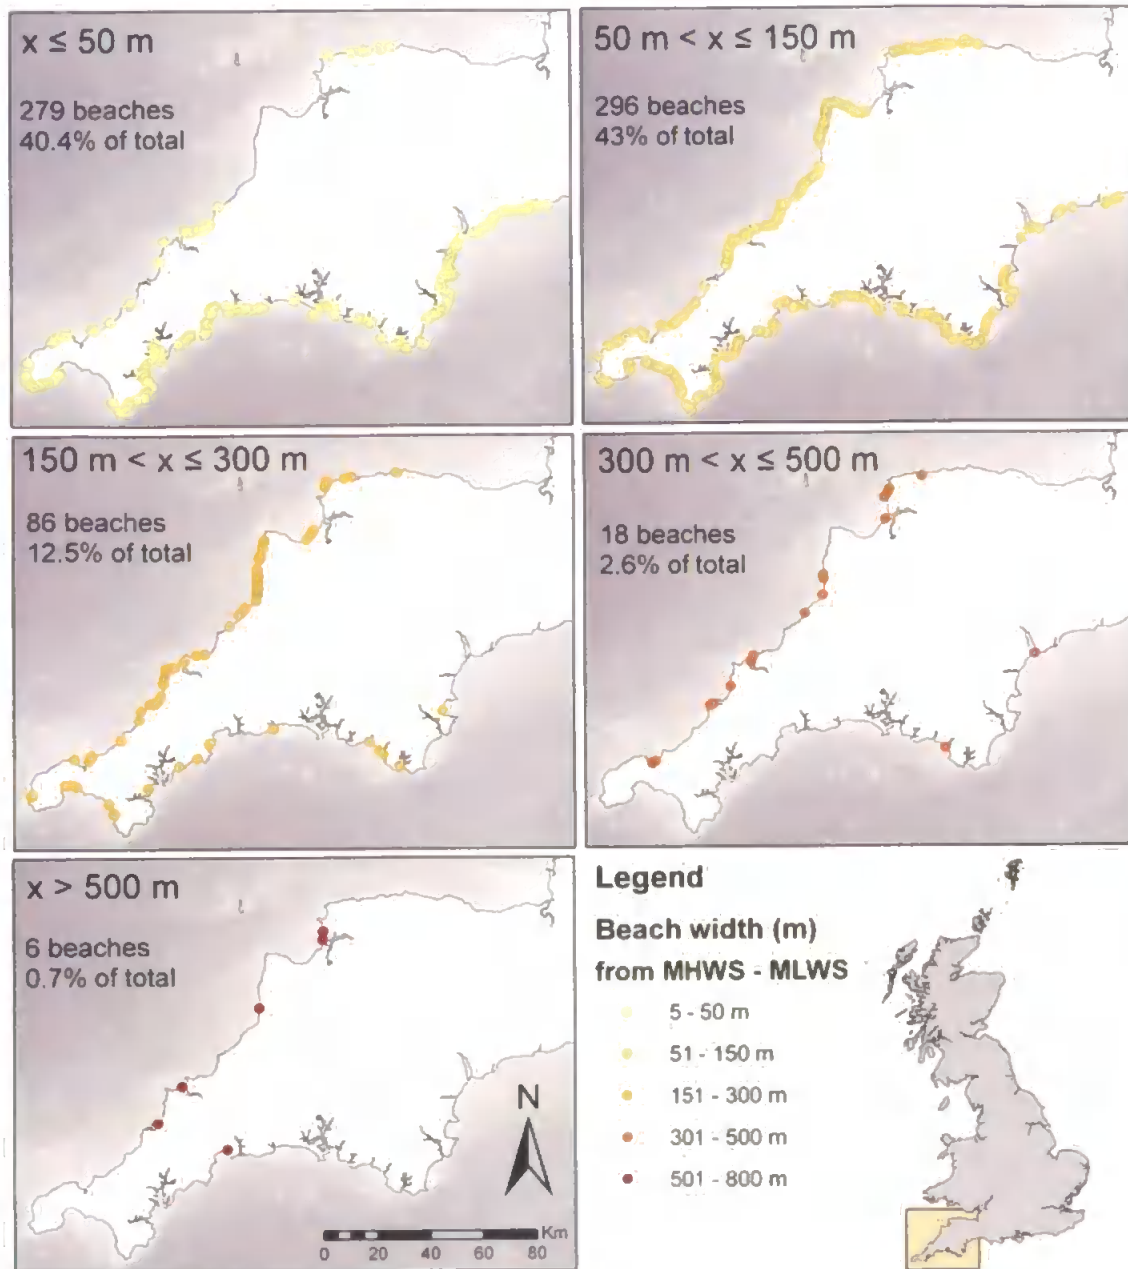 x ≤ 50 m
279 beaches
40.4% of total
50 m < x ≤ 150 m
296 beaches
43% of total
150 m < x ≤ 300 m
86 beaches
12.5% of total
300 m < x ≤ 500 m
18 beaches
2.6% of total
x > 500 m
6 beaches
0.7% of total
N
Km
0 20 40 60 80
Legend
Beach width (m)
from MHWS - MLWS
5 - 50 m
51 - 150 m
151 - 300 m
301 - 500 m
501 - 800 m